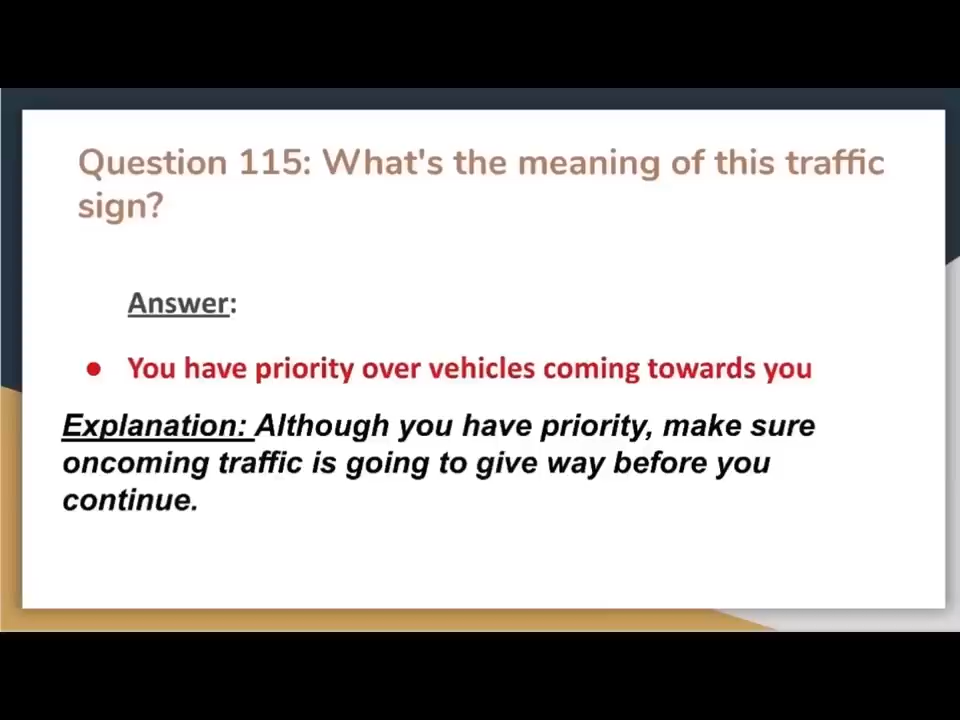 Question 115: What's the meaning of this traffic
sign?
Answer:
● You have priority over vehicles coming towards you
Explanation: Although you have priority, make sure
oncoming traffic is going to give way before you
continue.